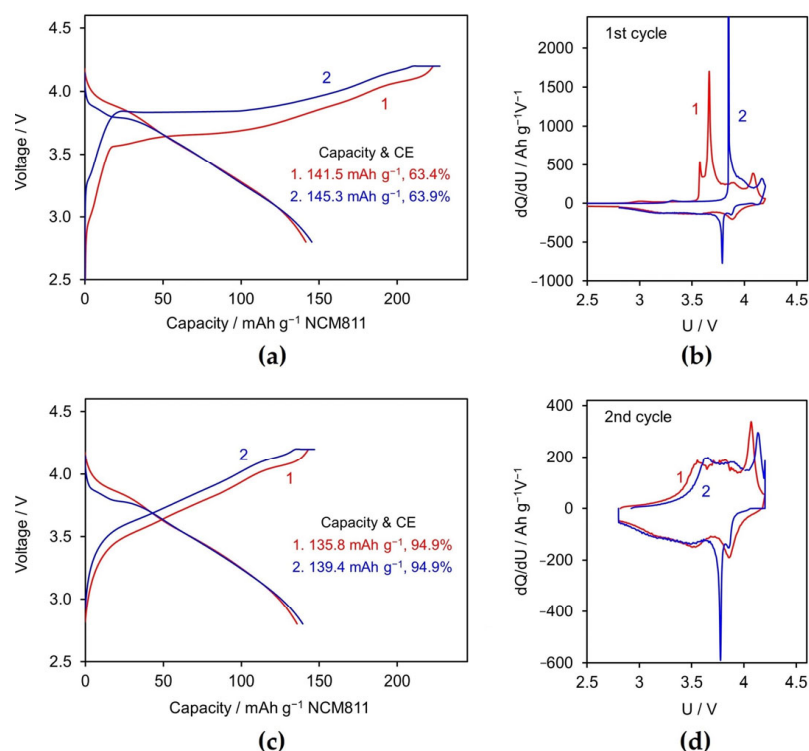 4.5
4.0
3.5
3.0
2.5
Voltage / V
0 50 100 150 200
Capacity / mAh g⁻¹ NCM811
2
1
Capacity & CE
1. 141.5 mAh g⁻¹, 63.4%
2. 145.3 mAh g⁻¹, 63.9%
(a)
1st cycle
2000
1500
1000
500
0
−500
−1000
dQ/dU / Ah g⁻¹V⁻¹
1
2
2.5 3 3.5 4 4.5
U / V
(b)
4.5
4.0
3.5
3.0
2.5
Voltage / V
0 50 100 150 200
Capacity / mAh g⁻¹ NCM811
2
1
Capacity & CE
1. 135.8 mAh g⁻¹, 94.9%
2. 139.4 mAh g⁻¹, 94.9%
(c)
2nd cycle
400
200
0
−200
−400
−600
dQ/dU / Ah g⁻¹V⁻¹
1
2
2.5 3 3.5 4 4.5
U / V
(d)